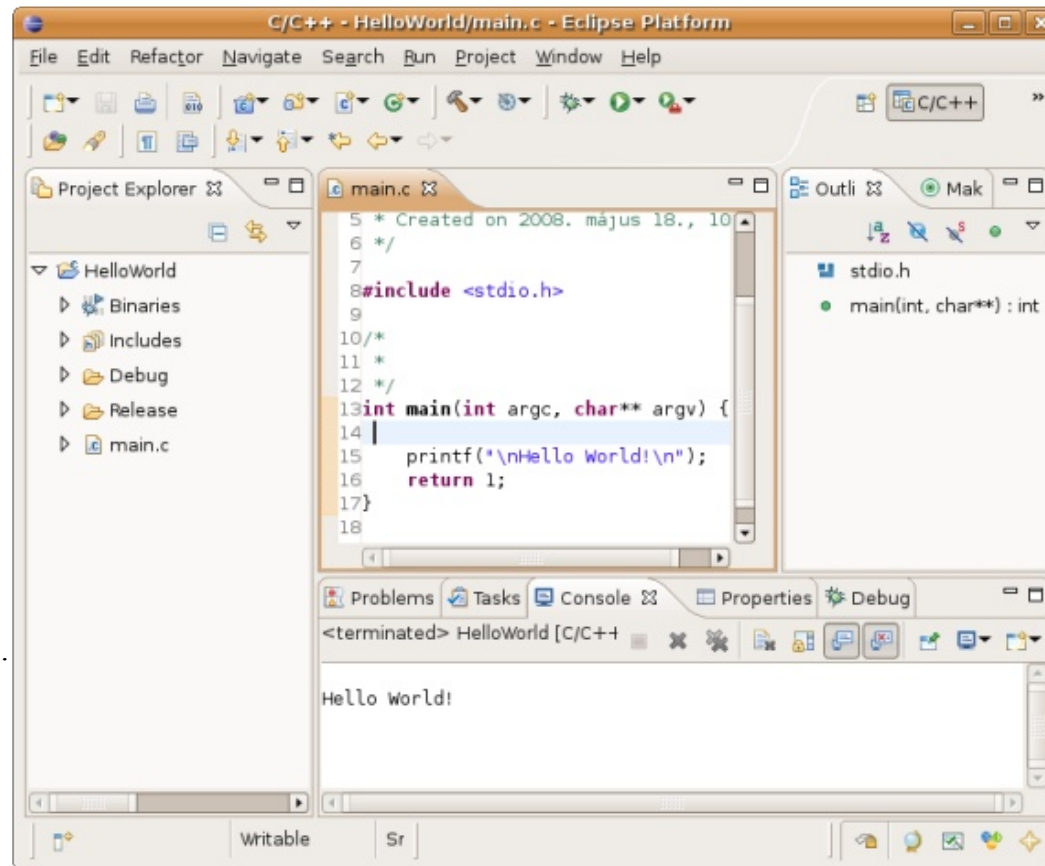 C/C++ - HelloWorld/main.c - Eclipse Platform
File Edit Refactor Navigate Search Run Project Window Help
C/C++ »
Project Explorer
HelloWorld
Binaries
Includes
Debug
Release
main.c
main.c
5 * Created on 2008. május 18., 10
6 */
7
8 #include <stdio.h>
9
10 /*
11 *
12 */
13 int main(int argc, char** argv) {
14
15 printf("\nHello World!\n");
16 return 1;
17 }
18
Outli Mak
stdio.h
main(int, char**) : int
Problems Tasks Console Properties Debug
<terminated> HelloWorld [C/C++
Hello World!
Writable Sr